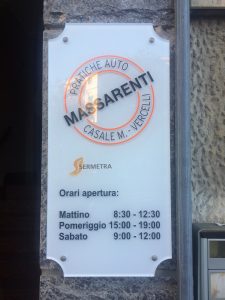 PRATICHE AUTO
MASSARENTI
CASALE M. - VERCELLI
SERMETRA
Orari apertura:
Mattino 8:30 - 12:30
Pomeriggio 15:00 - 19:00
Sabato 9:00 - 12:00